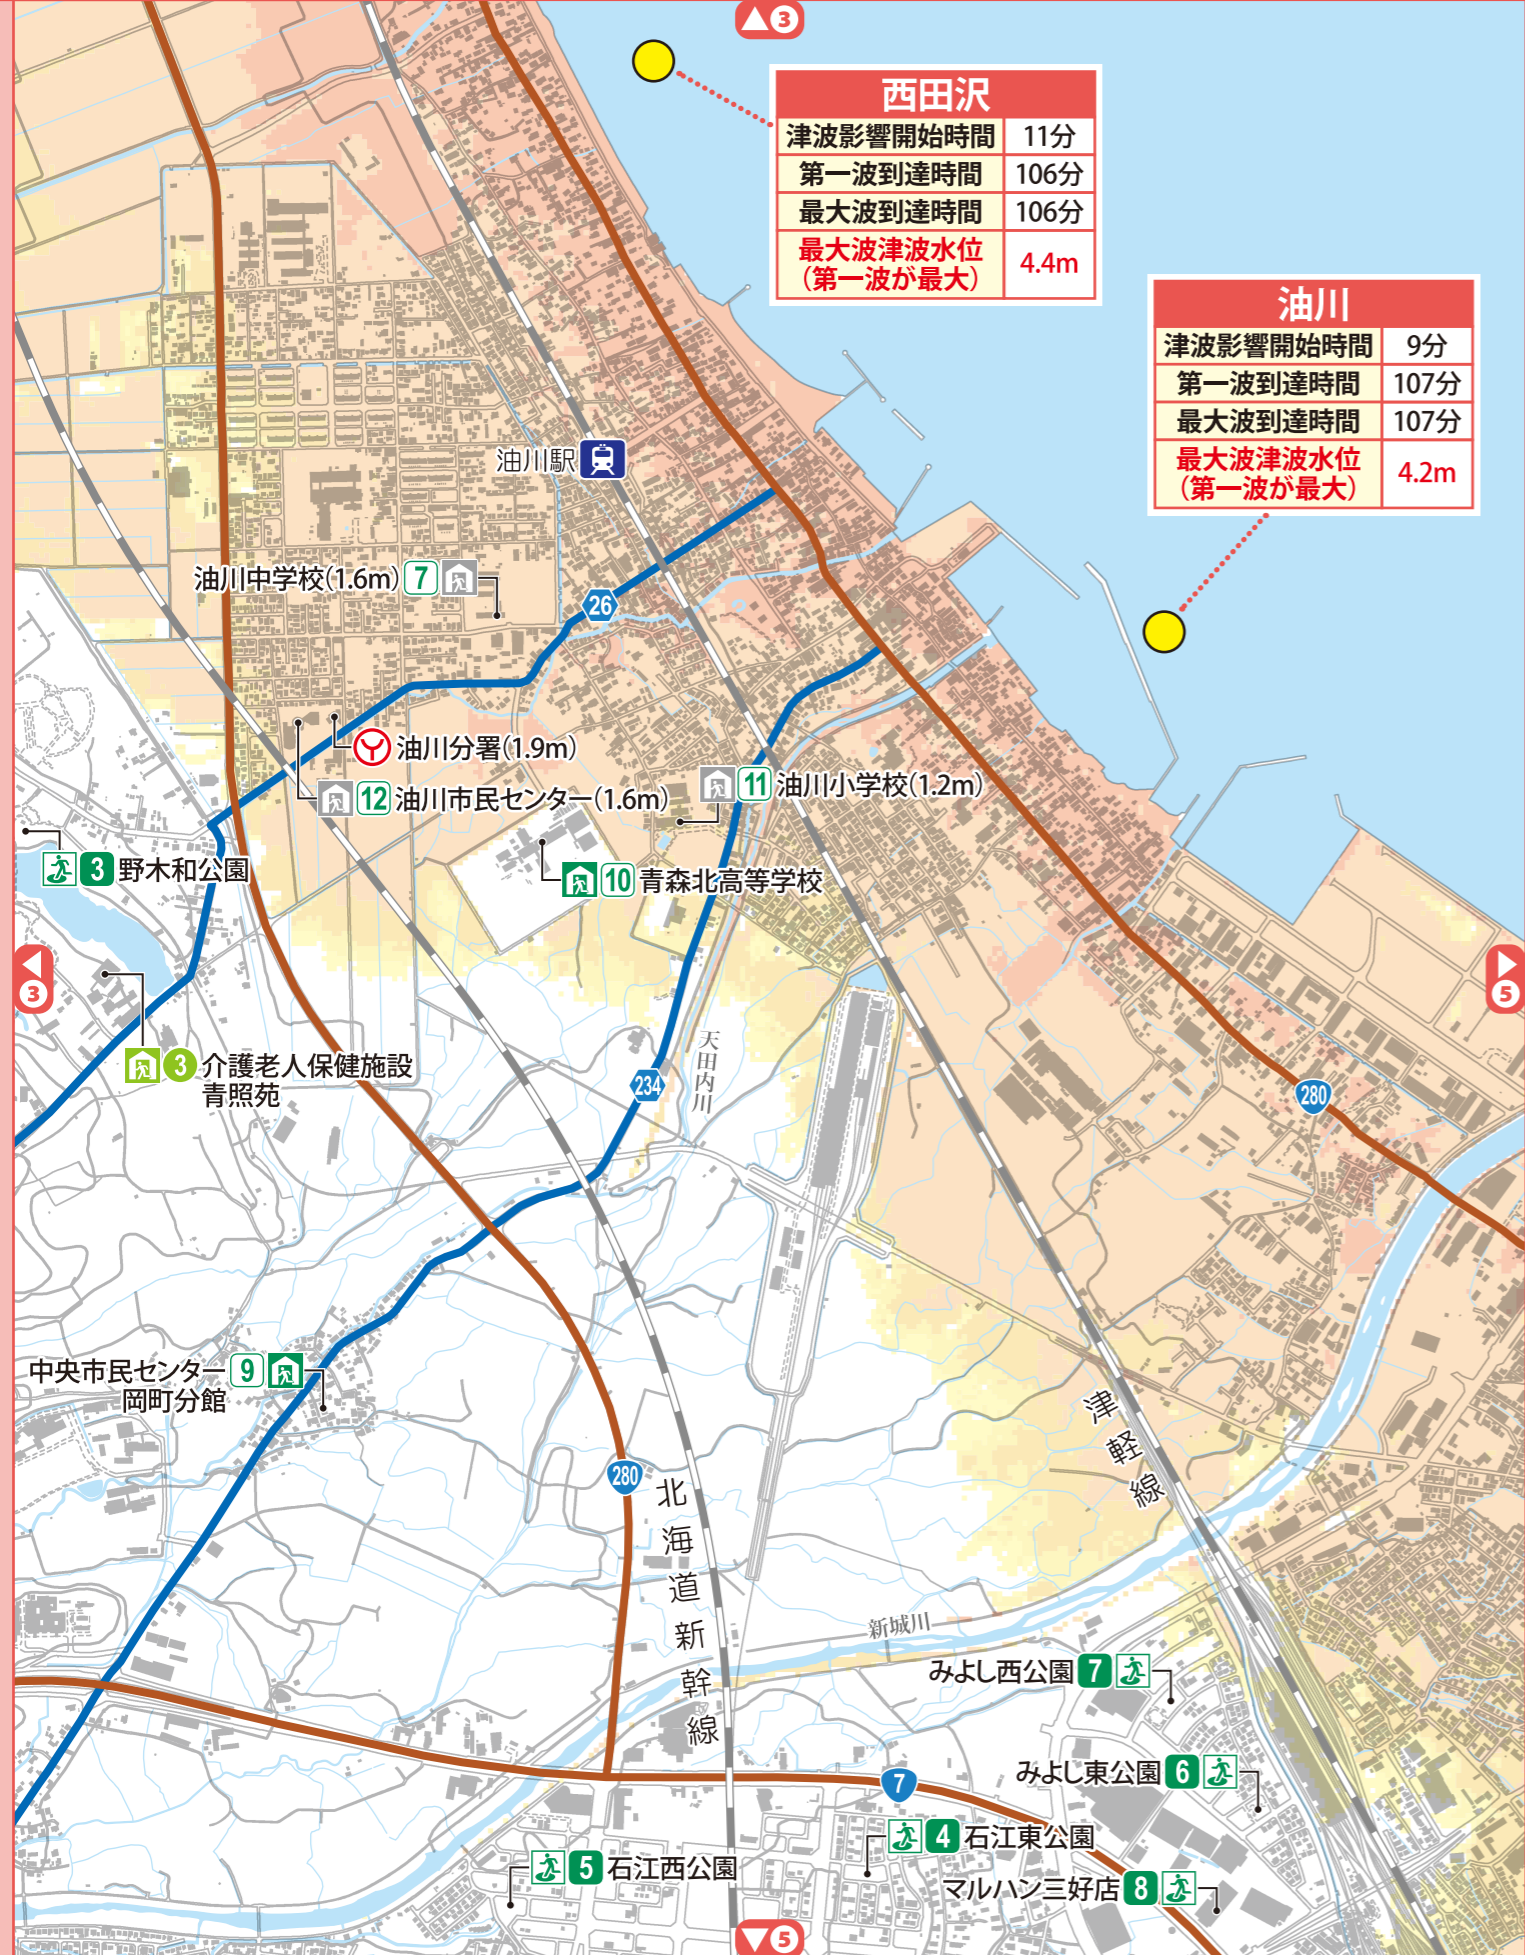 3
西田沢
津波影響開始時間 11分
第一波到達時間 106分
最大波到達時間 106分
最大波津波水位
(第一波が最大) 4.4m
油川
津波影響開始時間 9分
第一波到達時間 107分
最大波到達時間 107分
最大波津波水位
(第一波が最大) 4.2m
油川駅
油川中学校(1.6m) 7
26
油川分署(1.9m)
12 油川市民センター(1.6m)
11 油川小学校(1.2m)
3 野木和公園
10 青森北高等学校
3
5
3 介護老人保健施設
青照苑
天田内川
234
280
中央市民センター 9
岡町分館
津軽線
280
北海道新幹線
新城川
みよし西公園 7
みよし東公園 6
7
4 石江東公園
5 石江西公園
マルハン三好店 8
5